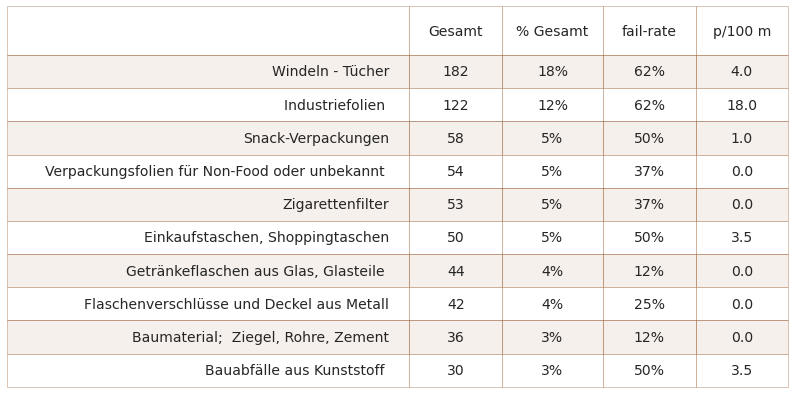 Gesamt % Gesamt fail-rate p/100 m
Windeln - Tücher 182 18% 62% 4.0
Industriefolien 122 12% 62% 18.0
Snack-Verpackungen 58 5% 50% 1.0
Verpackungsfolien für Non-Food oder unbekannt 54 5% 37% 0.0
Zigarettenfilter 53 5% 37% 0.0
Einkaufstaschen, Shoppingtaschen 50 5% 50% 3.5
Getränkeflaschen aus Glas, Glasteile 44 4% 12% 0.0
Flaschenverschlüsse und Deckel aus Metall 42 4% 25% 0.0
Baumaterial;  Ziegel, Rohre, Zement 36 3% 12% 0.0
Bauabfälle aus Kunststoff 30 3% 50% 3.5